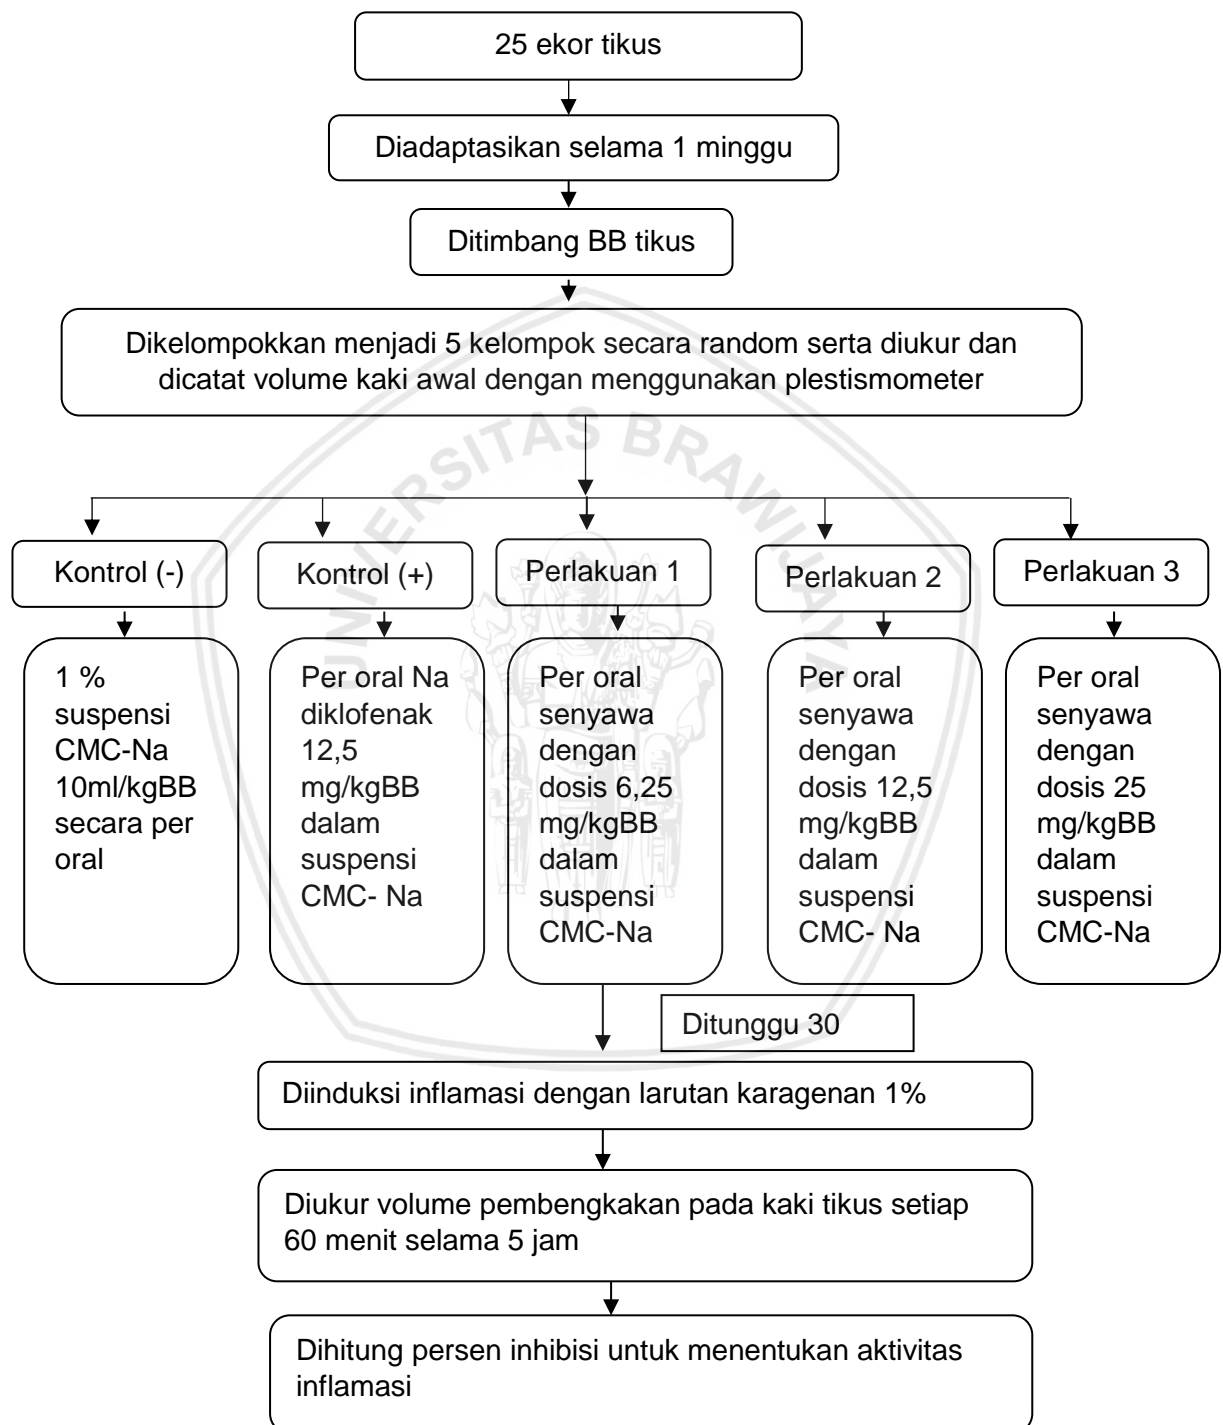 25 ekor tikus
Diadaptasikan selama 1 minggu
Ditimbang BB tikus
Dikelompokkan menjadi 5 kelompok secara random serta diukur dan
dicatat volume kaki awal dengan menggunakan plestismometer
UNIVERSITAS BRAWIJAYA
Kontrol (-)
Kontrol (+)
Perlakuan 1
Perlakuan 2
Perlakuan 3
1 %
suspensi
CMC-Na
10ml/kgBB
secara per
oral
Per oral Na
diklofenak
12,5
mg/kgBB
dalam
suspensi
CMC- Na
Per oral
senyawa
dengan
dosis 6,25
mg/kgBB
dalam
suspensi
CMC-Na
Per oral
senyawa
dengan
dosis 12,5
mg/kgBB
dalam
suspensi
CMC- Na
Per oral
senyawa
dengan
dosis 25
mg/kgBB
dalam
suspensi
CMC-Na
Ditunggu 30
Diinduksi inflamasi dengan larutan karagenan 1%
Diukur volume pembengkakan pada kaki tikus setiap
60 menit selama 5 jam
Dihitung persen inhibisi untuk menentukan aktivitas
inflamasi